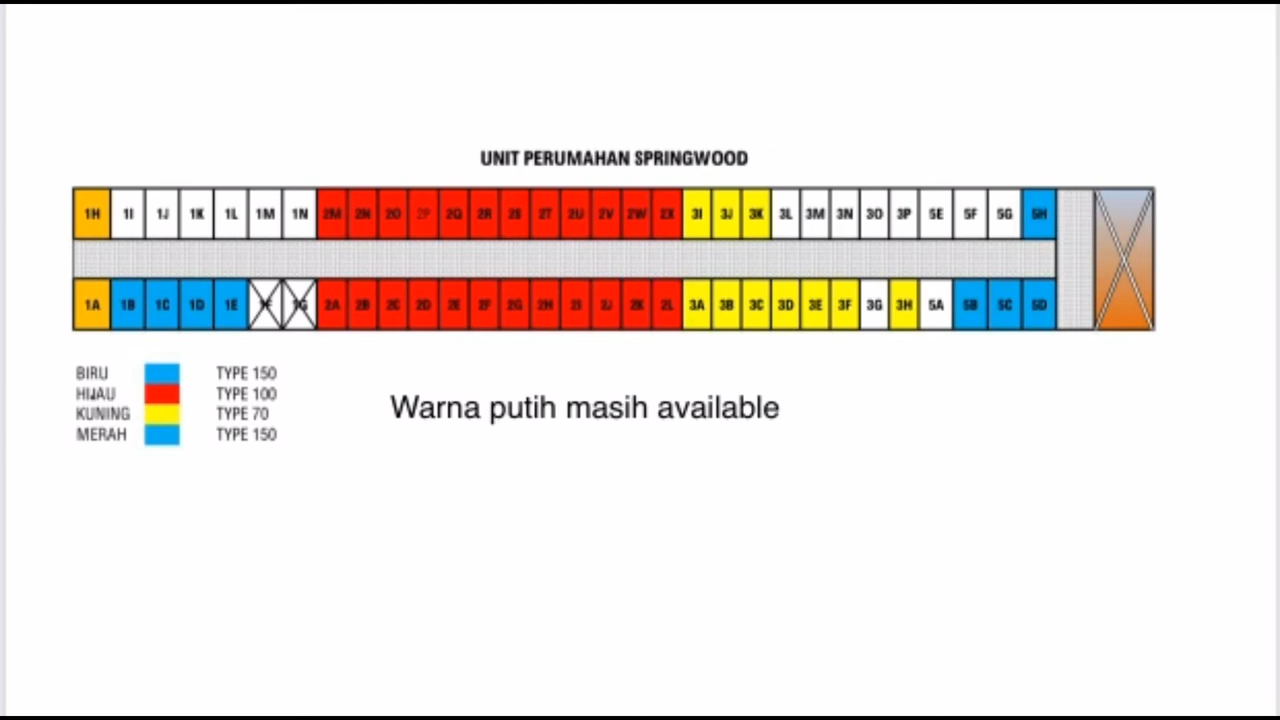 UNIT PERUMAHAN SPRINGWOOD
1H 1I 1J 1K 1L 1M 1N 2M 2N 2O 2P 2Q 2R 2S 2T 2U 2V 2W 2X 3I 3J 3K 3L 3M 3N 3O 3P 5E 5F 5G 5H
1A 1B 1C 1D 1E 1F 1G 2A 2B 2C 2D 2E 2F 2G 2H 2I 2J 2K 2L 3A 3B 3C 3D 3E 3F 3G 3H 5A 5B 5C 5D
BIRU TYPE 150
HIJAU TYPE 100
KUNING TYPE 70
MERAH TYPE 150
Warna putih masih available